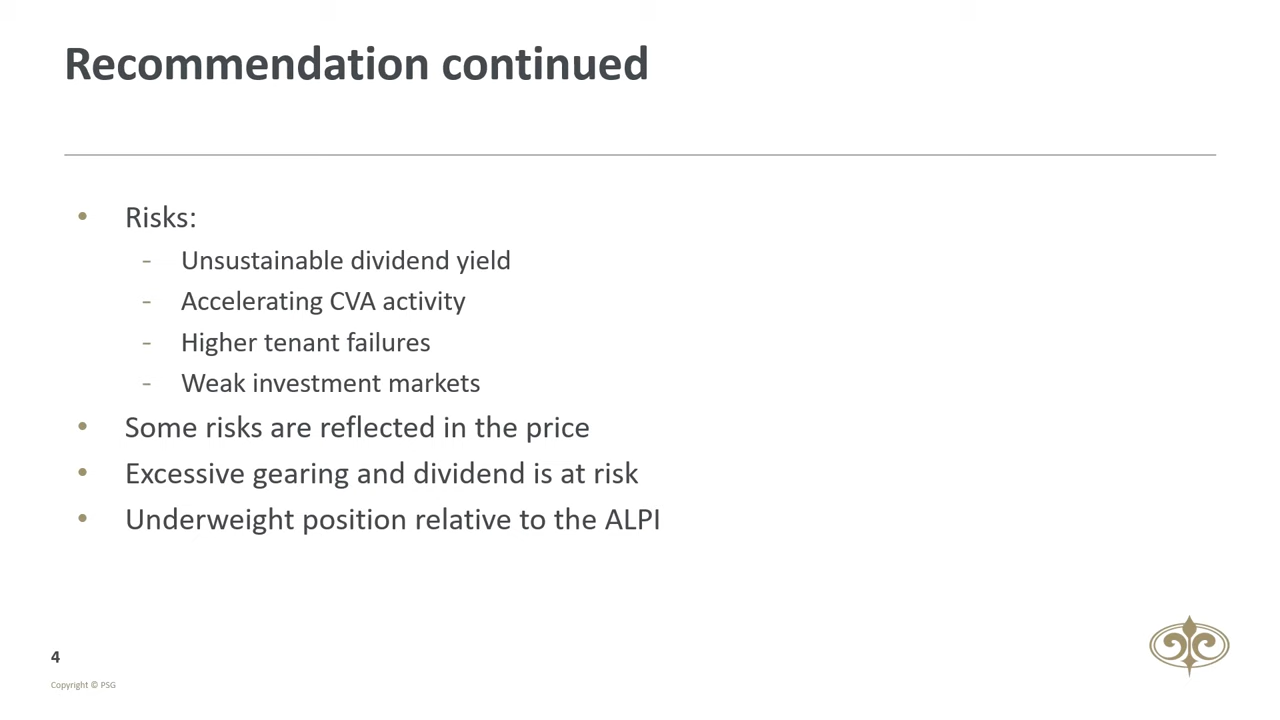 Recommendation continued
• Risks:
- Unsustainable dividend yield
- Accelerating CVA activity
- Higher tenant failures
- Weak investment markets
• Some risks are reflected in the price
• Excessive gearing and dividend is at risk
• Underweight position relative to the ALPI
4
Copyright © PSG